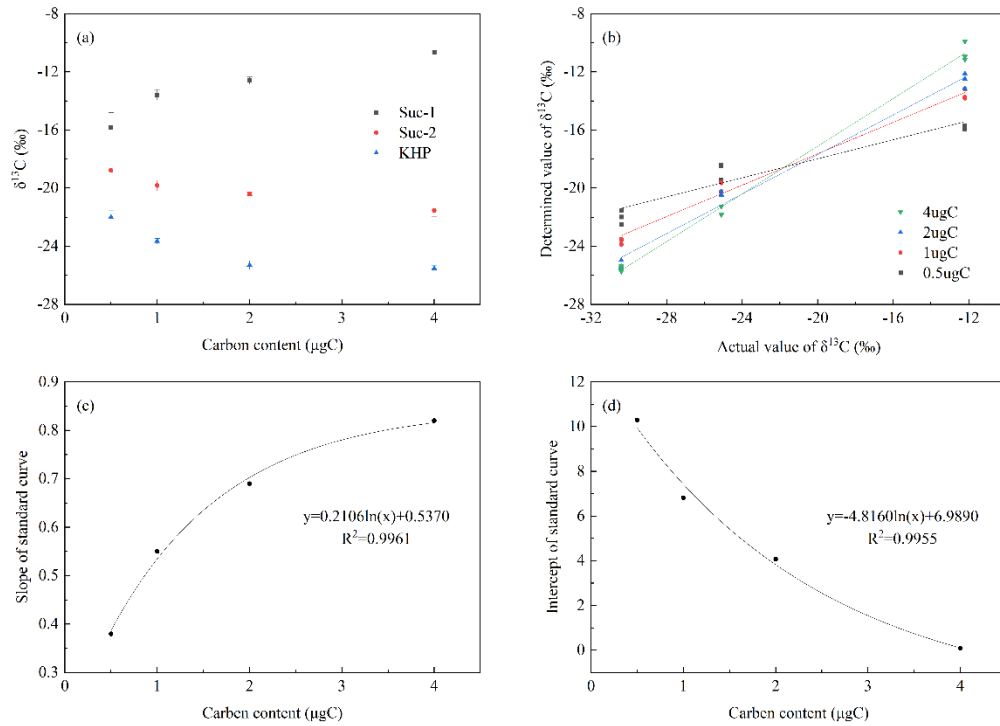 (a)
-8
-12
-16
-20
-24
-28
δ¹³C (‰)
Suc-1
Suc-2
KHP
0 1 2 3 4
Carbon content (μgC)
(b)
-8
-12
-16
-20
-24
-28
Determined value of δ¹³C (‰)
4ugC
2ugC
1ugC
0.5ugC
-32 -28 -24 -20 -16 -12
Actual value of δ¹³C (‰)
(c)
0.9
0.8
0.7
0.6
0.5
0.4
0.3
Slope of standard curve
y=0.2106ln(x)+0.5370
R²=0.9961
0 1 2 3 4
Carbon content (μgC)
(d)
12
10
8
6
4
2
0
Intercept of standard curve
y=-4.8160ln(x)+6.9890
R²=0.9955
0 1 2 3 4
Carben content (μgC)